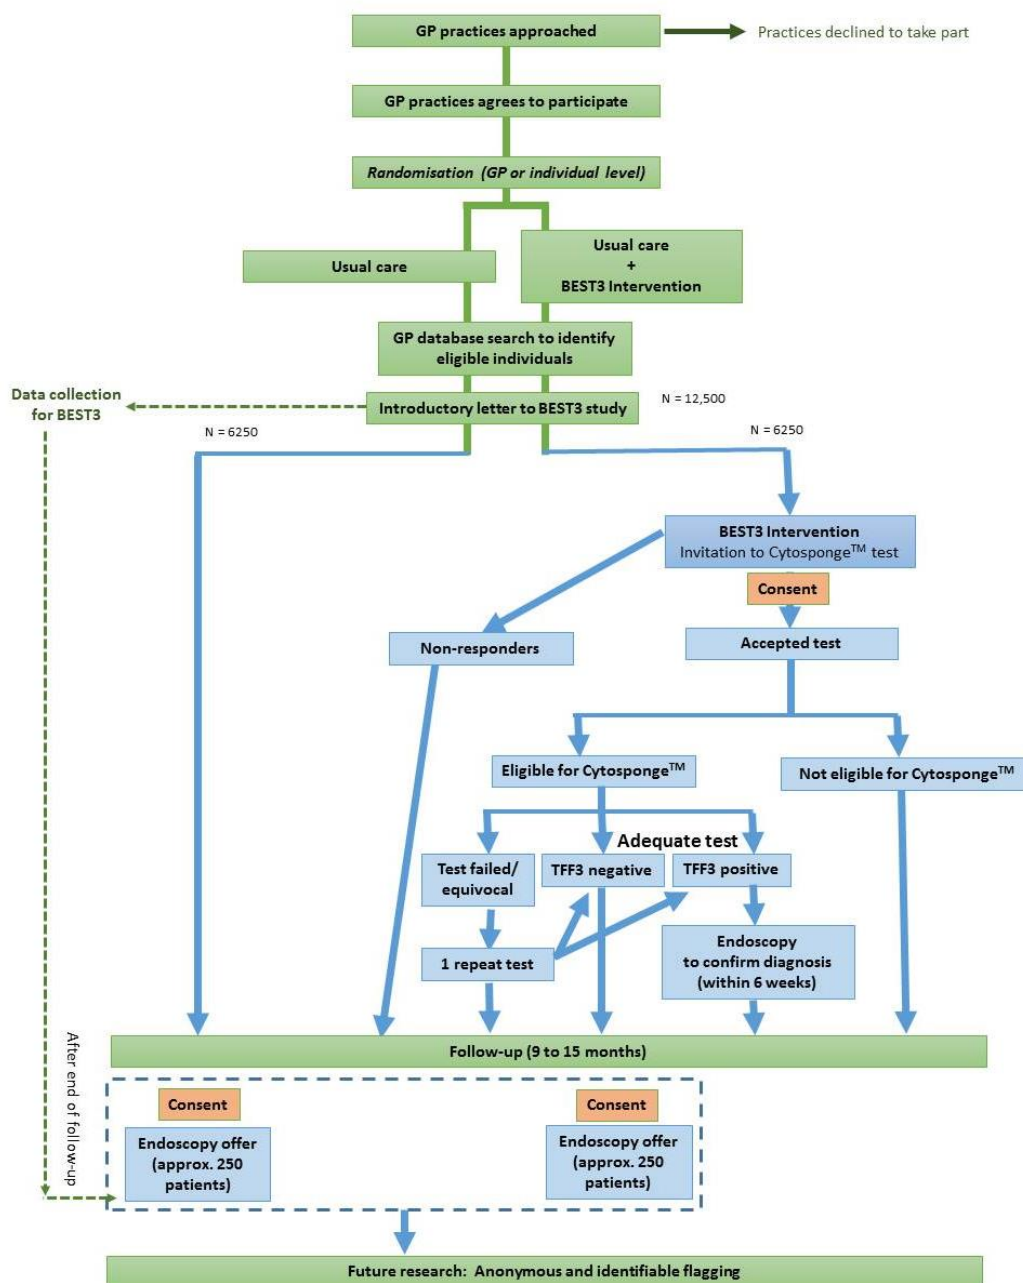 GP practices approached
Practices declined to take part
GP practices agrees to participate
Randomisation (GP or individual level)
Usual care
Usual care
+
BEST3 Intervention
GP database search to identify
eligible individuals
Data collection
for BEST3
Introductory letter to BEST3 study
N = 12,500
N = 6250
N = 6250
BEST3 Intervention
Invitation to Cytosponge™ test
Consent
Non-responders
Accepted test
Eligible for Cytosponge™
Not eligible for Cytosponge™
Adequate test
Test failed/
equivocal
TFF3 negative
TFF3 positive
1 repeat test
Endoscopy
to confirm diagnosis
(within 6 weeks)
After end of follow-up
Follow-up (9 to 15 months)
Consent
Endoscopy offer
(approx. 250
patients)
Consent
Endoscopy offer
(approx. 250
patients)
Future research: Anonymous and identifiable flagging